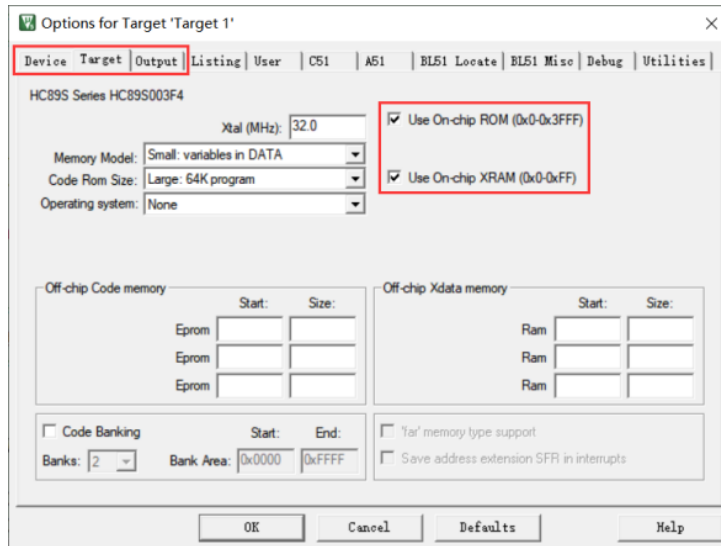 Options for Target 'Target 1'
Device Target Output Listing User C51 A51 BL51 Locate BL51 Misc Debug Utilities
HC89S Series HC89S003F4
Xtal (MHz): 32.0
Use On-chip ROM (0x0-0x3FFF)
Memory Model: Small: variables in DATA
Code Rom Size: Large: 64K program
Use On-chip XRAM (0x0-0xFF)
Operating system: None
Off-chip Code memory
Start: Size:
Eprom
Eprom
Eprom
Off-chip Xdata memory
Start: Size:
Ram
Ram
Ram
Code Banking Start: End:
Banks: 2 Bank Area: 0x0000 0xFFFF
'far' memory type support
Save address extension SFR in interrupts
OK Cancel Defaults Help